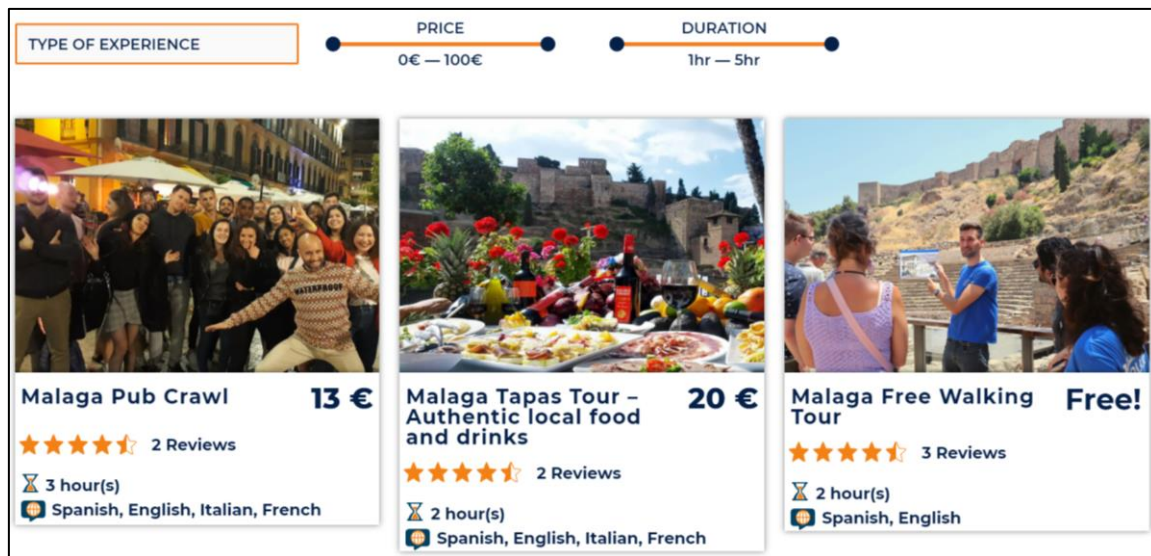 TYPE OF EXPERIENCE
PRICE
0€ — 100€
DURATION
1hr — 5hr
WATERPROOF
Malaga Pub Crawl
13 €
2 Reviews
3 hour(s)
Spanish, English, Italian, French
Malaga Tapas Tour –
Authentic local food
and drinks
20 €
2 Reviews
2 hour(s)
Spanish, English, Italian, French
Malaga Free Walking
Tour
Free!
3 Reviews
2 hour(s)
Spanish, English